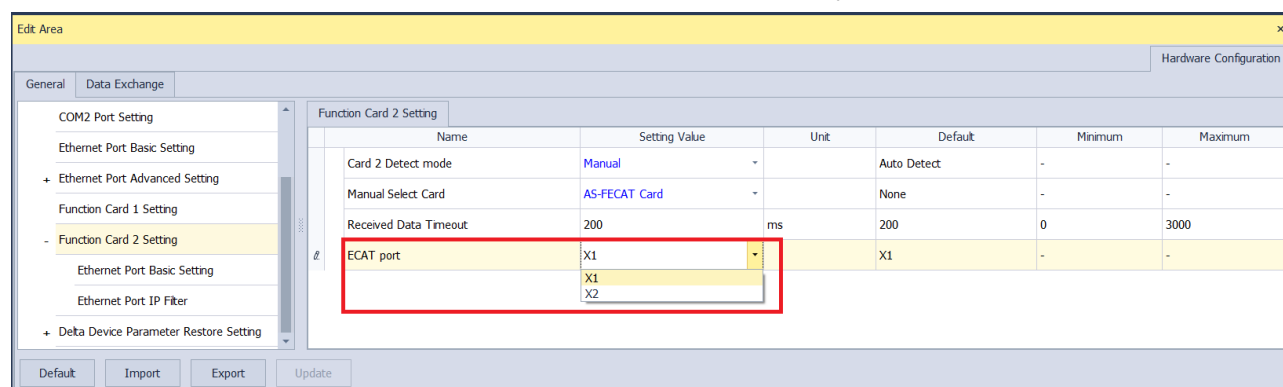 Edit Area
×
Hardware Configuration
General Data Exchange
COM2 Port Setting
Ethernet Port Basic Setting
+ Ethernet Port Advanced Setting
Function Card 1 Setting
- Function Card 2 Setting
Ethernet Port Basic Setting
Ethernet Port IP Filter
+ Delta Device Parameter Restore Setting
Function Card 2 Setting
Name Setting Value Unit Default Minimum Maximum
Card 2 Detect mode Manual Auto Detect - -
Manual Select Card AS-FECAT Card None - -
Received Data Timeout 200 ms 200 0 3000
ECAT port X1 X1 - -
X1
X2
Default Import Export Update